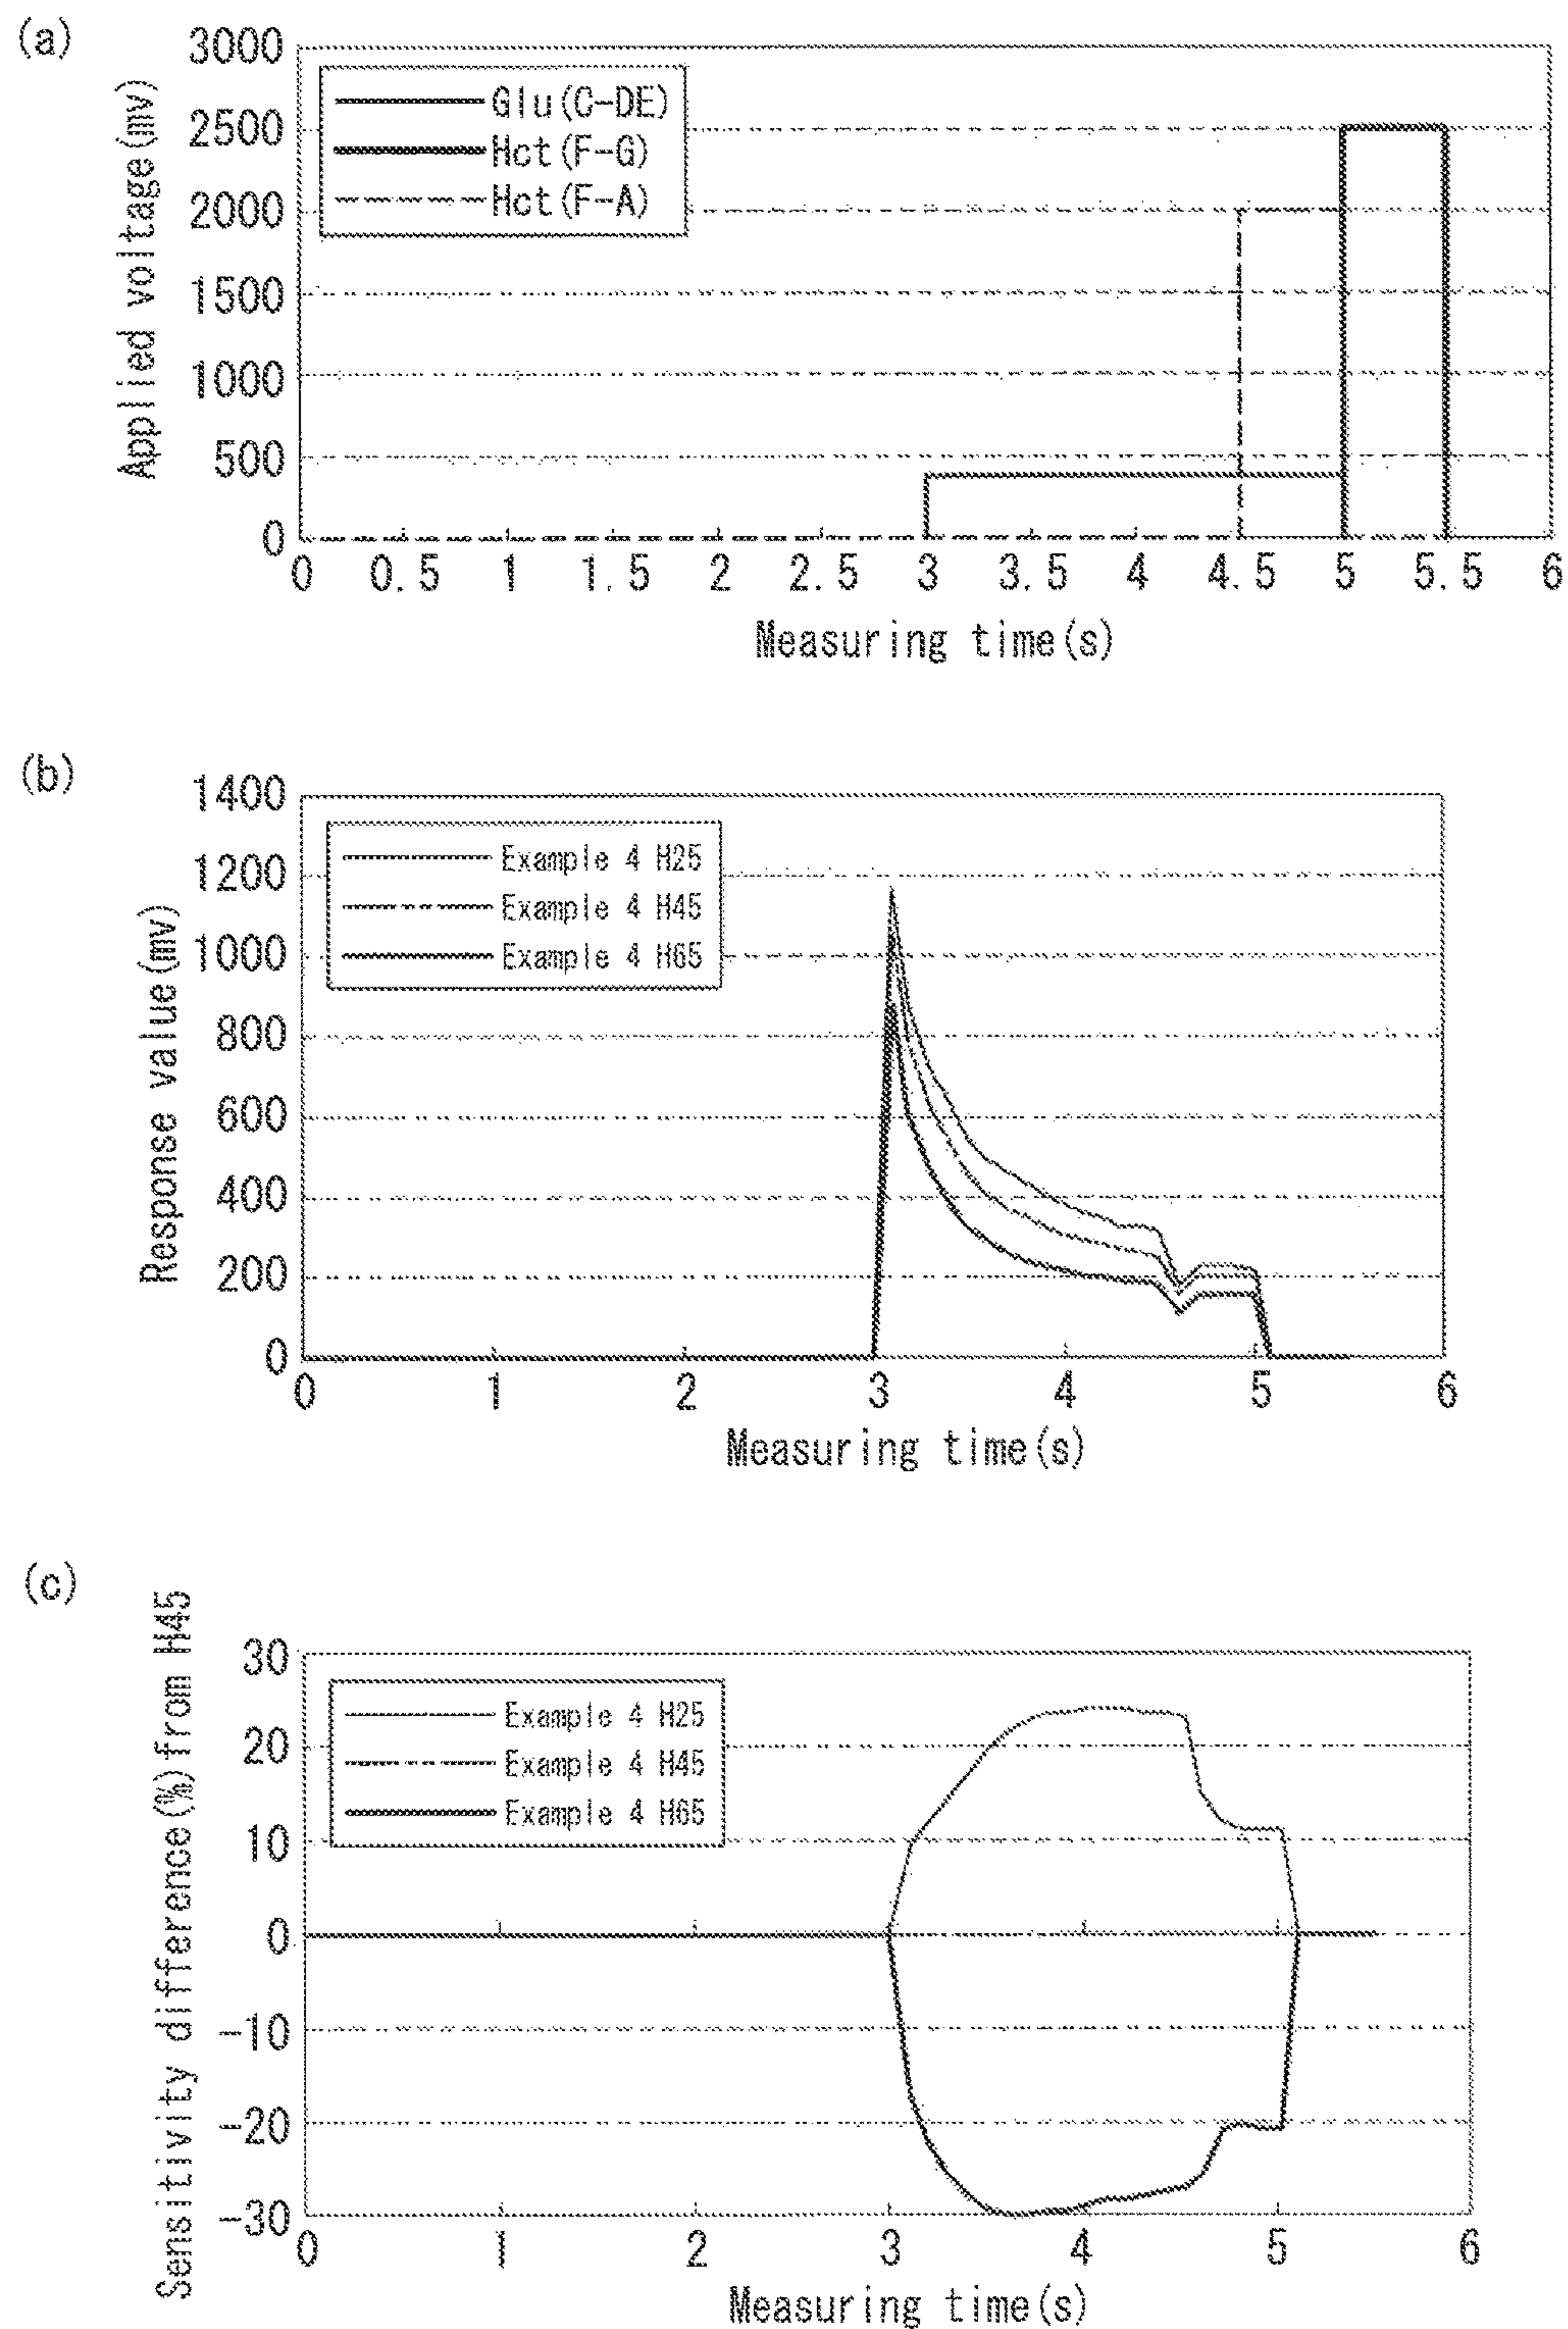 (a)
Applied voltage(mv)
3000
2500
2000
1500
1000
500
0
Glu(C-DE)
Hct(F-G)
Hct(F-A)
0 0.5 1 1.5 2 2.5 3 3.5 4 4.5 5 5.5 6
Measuring time(s)
(b)
Response value(mv)
1400
1200
1000
800
600
400
200
0
Example 4 H25
Example 4 H45
Example 4 H65
0 1 2 3 4 5 6
Measuring time(s)
(c)
Sensitivity difference(%)from H45
30
20
10
0
-10
-20
-30
Example 4 H25
Example 4 H45
Example 4 H65
0 1 2 3 4 5 6
Measuring time(s)